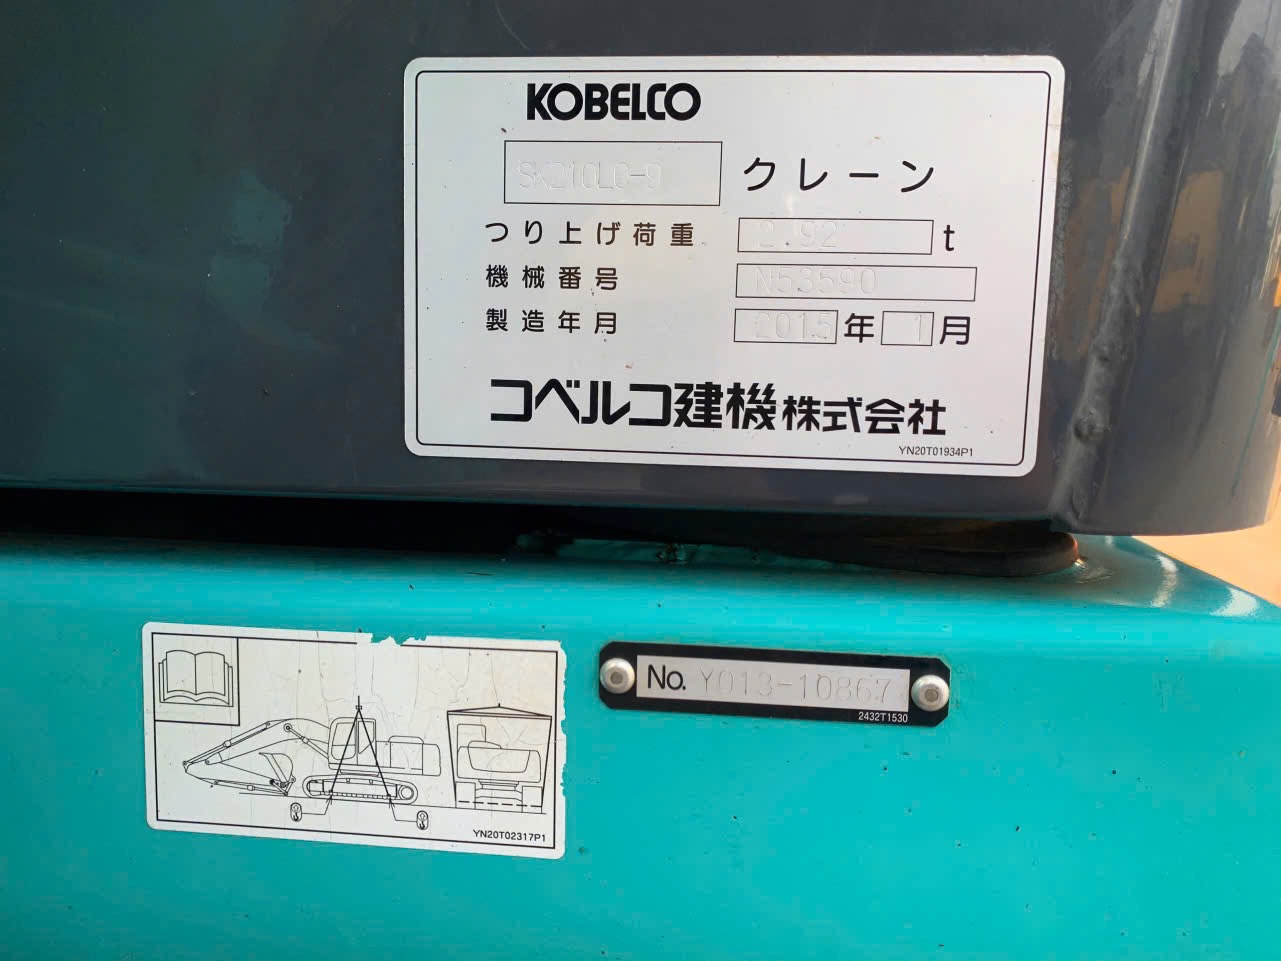 KOBELCO
SK210LC-9 クレーン
つり上げ荷重 2.92 t
機械番号 N53590
製造年月 2015年 1月
コベルコ建機株式会社
YN20T01934P1
No. Y013-10867
2432T1530
YN20T02317P1